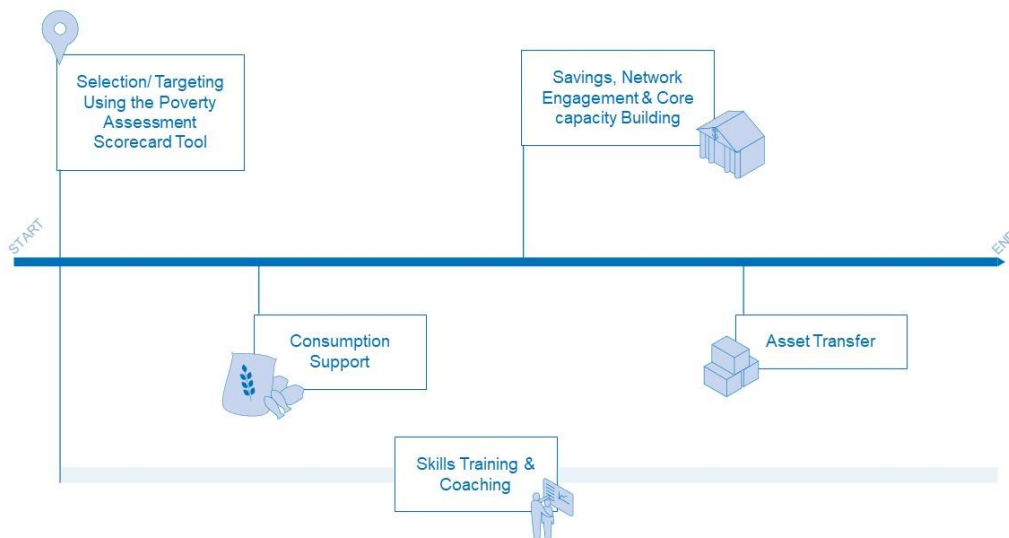 Selection/ Targeting
Using the Poverty
Assessment
Scorecard Tool
Savings, Network
Engagement & Core
capacity Building
START
END
Consumption
Support
Asset Transfer
Skills Training &
Coaching